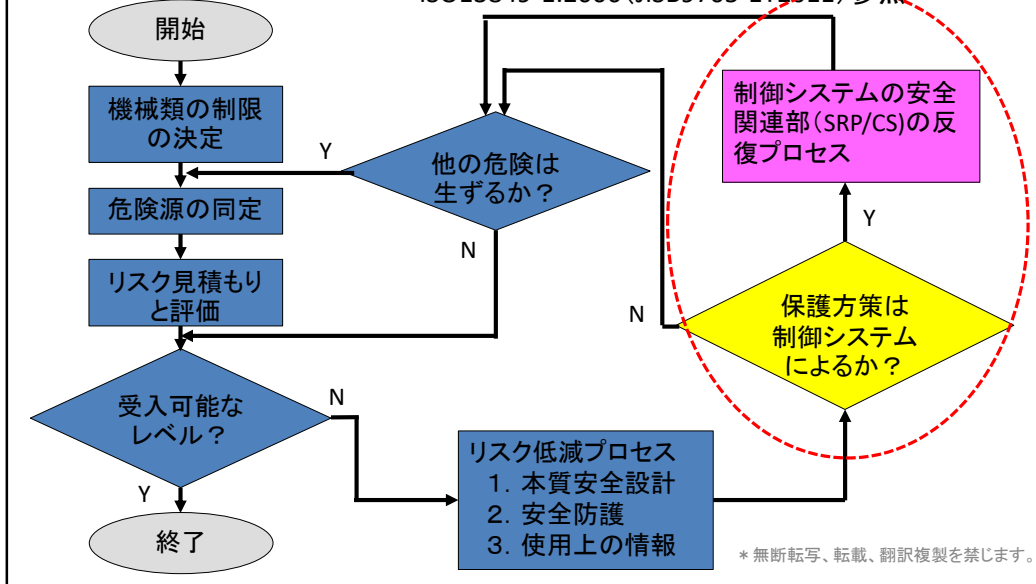 開始
機械類の制限
の決定
危険源の同定
リスク見積もり
と評価
受入可能な
レベル?
Y
終了
N
リスク低減プロセス
1. 本質安全設計
2. 安全防護
3. 使用上の情報
保護方策は
制御システム
によるか?
N
Y
制御システムの安全
関連部(SRP/CS)の反
復プロセス
他の危険は
生ずるか?
Y
N
*無断転写、転載、翻訳複製を禁じます。